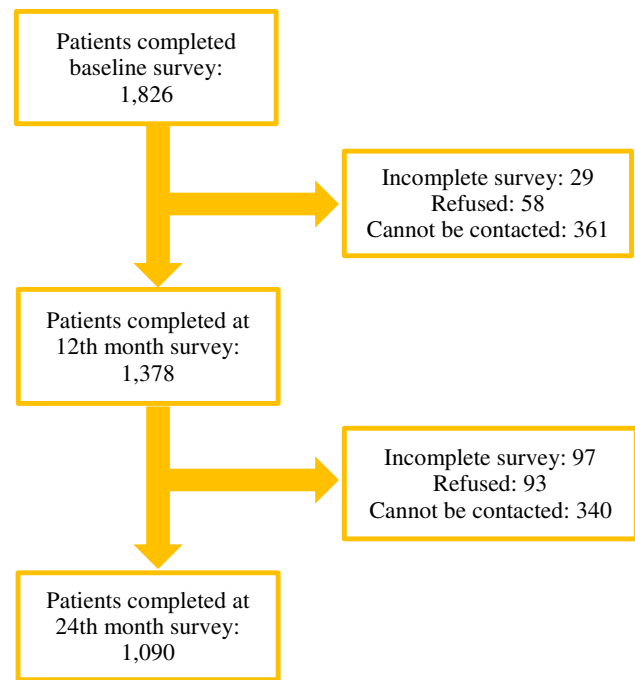 Patients completed
baseline survey:
1,826
Incomplete survey: 29
Refused: 58
Cannot be contacted: 361
Patients completed at
12th month survey:
1,378
Incomplete survey: 97
Refused: 93
Cannot be contacted: 340
Patients completed at
24th month survey:
1,090